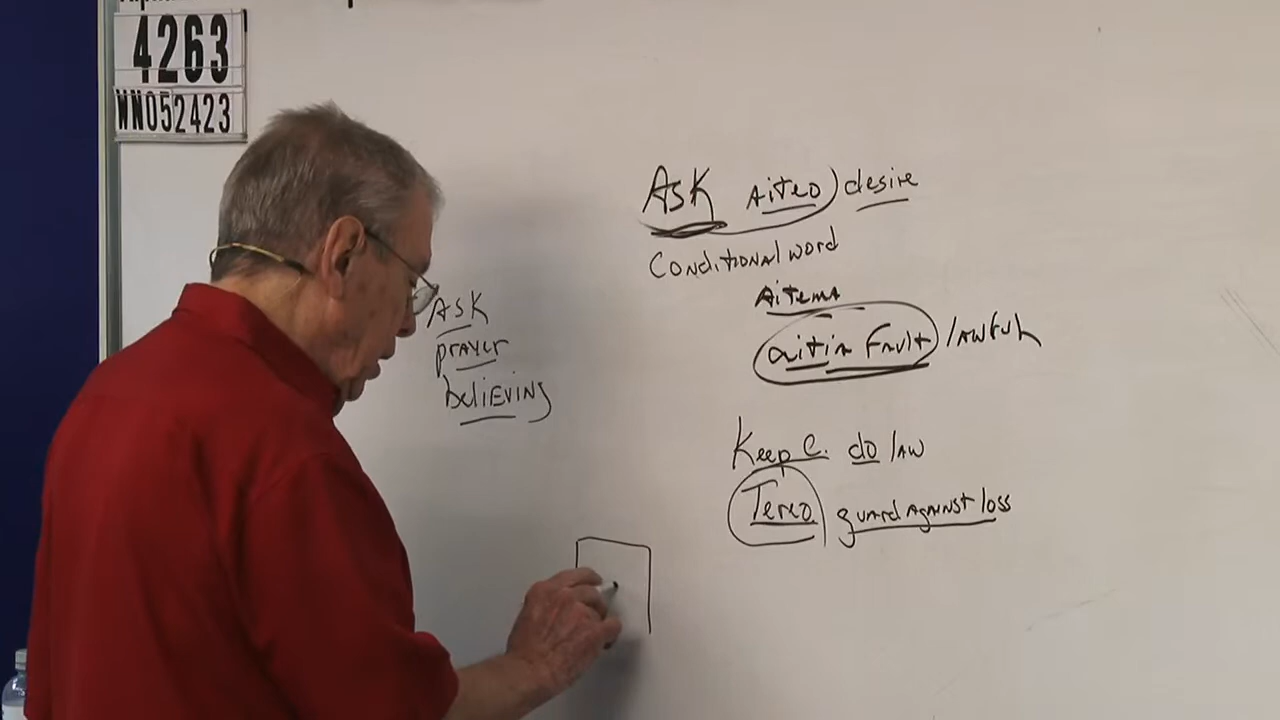 4263
WN052423
Ask aiteo) desire
Conditional word
Aitema
aitia fault) lawful
Keep C. do law
Tereo guard against loss
Ask
prayer
believing